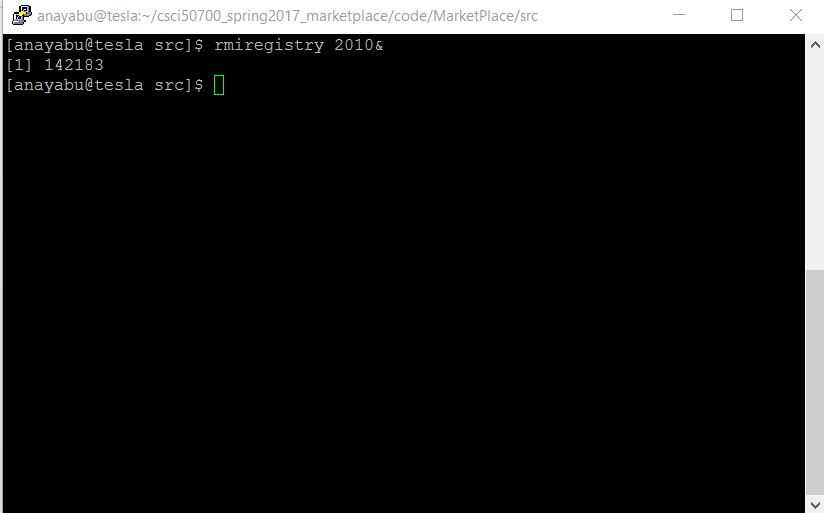 anayabu@tesla:~/csci50700_spring2017_marketplace/code/MarketPlace/src
[anayabu@tesla src]$ rmiregistry 2010&
[1] 142183
[anayabu@tesla src]$